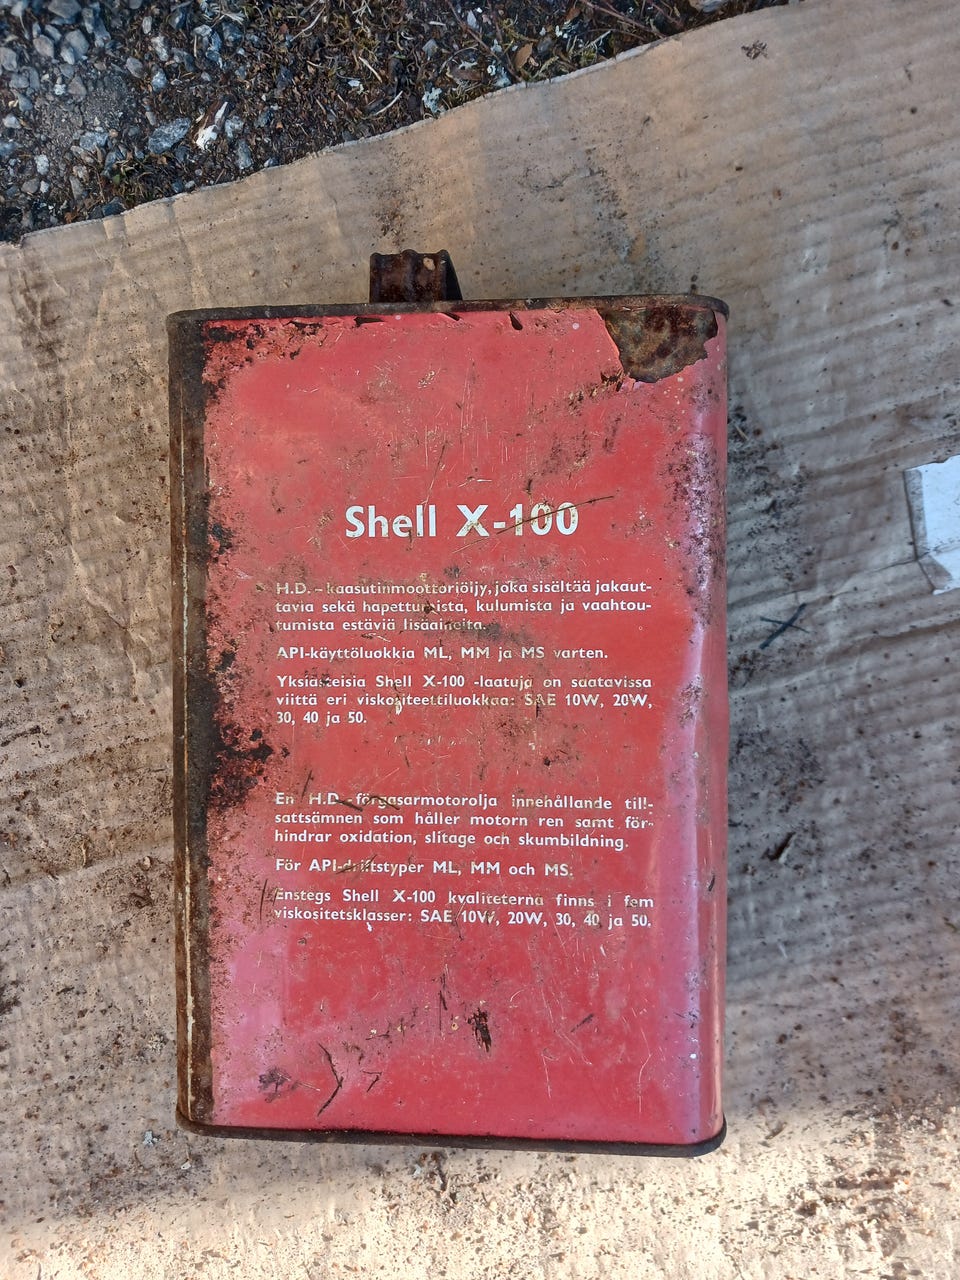 Shell X-100
H.D. - kaasutinmoottoriöljy, joka sisältää jakaut-
tavia sekä hapettumista, kulumista ja vaahtou-
tumista estäviä lisäaineita.
API-käyttöluokkia ML, MM ja MS varten.
Yksiasteisia Shell X-100 -laatuja on saatavissa
viittä eri viskositeettiluokkaa: SAE 10W, 20W,
30, 40 ja 50.
En H.D.-förgasarmotorolja innehållande till-
sattsämnen som håller motorn ren samt för-
hindrar oxidation, slitage och skumbildning.
För API-driftstyper ML, MM och MS.
Enstegs Shell X-100 kvaliteterna finns i fem
viskositetsklasser: SAE 10W, 20W, 30, 40 ja 50.